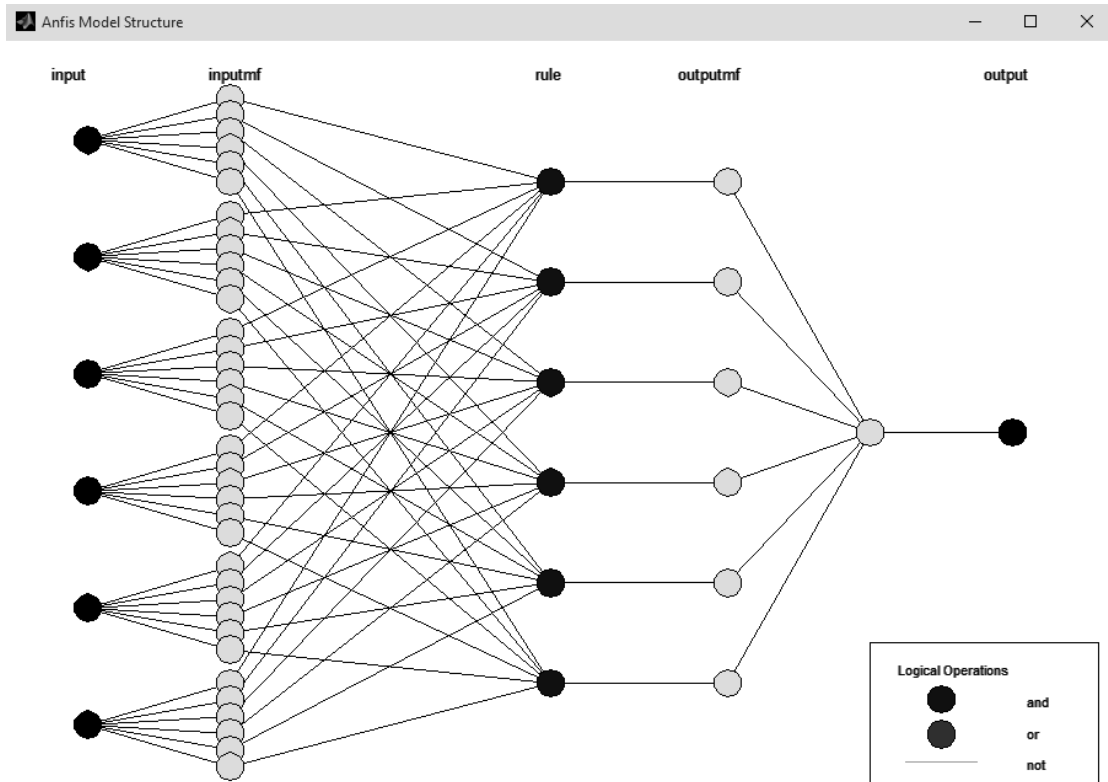 Anfis Model Structure
input inputmf rule outputmf output
Logical Operations
and
or
not